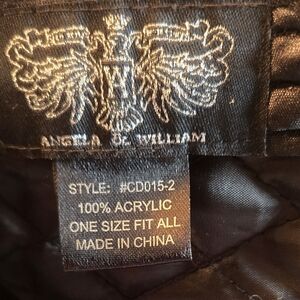 W
ANGELA & WILLIAM
STYLE: #CD015-2
100% ACRYLIC
ONE SIZE FIT ALL
MADE IN CHINA